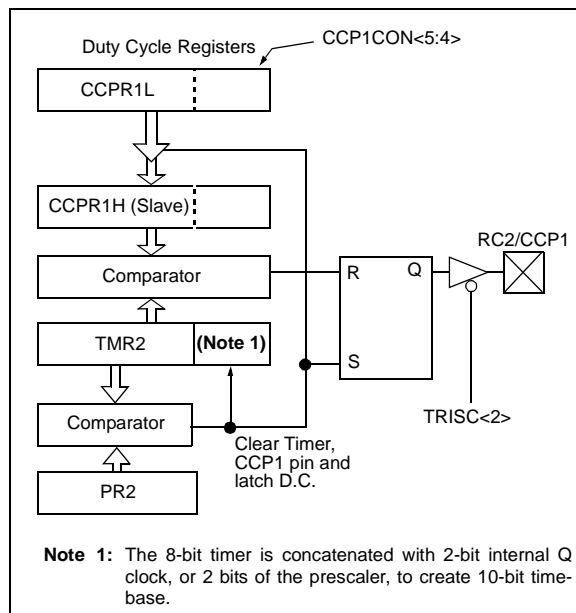 Duty Cycle Registers
CCP1CON<5:4>
CCPR1L
CCPR1H (Slave)
Comparator
R
Q
RC2/CCP1
TMR2
(Note 1)
S
TRISC<2>
Comparator
Clear Timer,
CCP1 pin and
latch D.C.
PR2
Note 1: The 8-bit timer is concatenated with 2-bit internal Q
clock, or 2 bits of the prescaler, to create 10-bit time-
base.